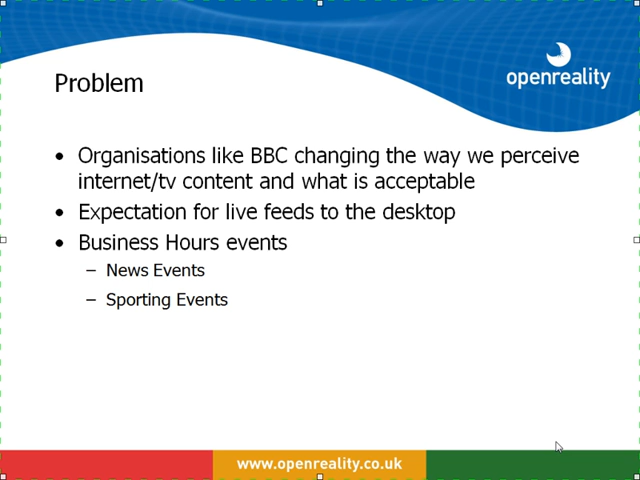 openreality
Problem
• Organisations like BBC changing the way we perceive
internet/tv content and what is acceptable
• Expectation for live feeds to the desktop
• Business Hours events
– News Events
– Sporting Events
www.openreality.co.uk